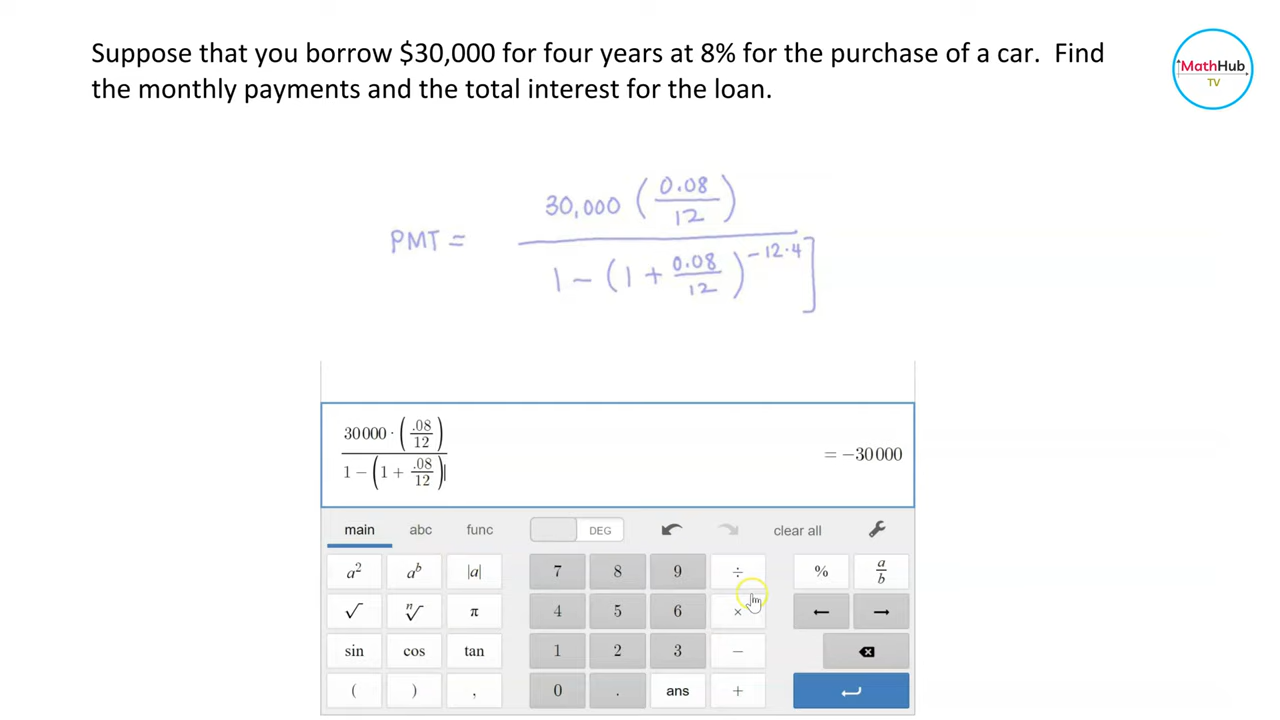 Suppose that you borrow $30,000 for four years at 8% for the purchase of a car. Find
the monthly payments and the total interest for the loan.
MathHub
TV
PMT = 30,000 (0.08/12) / 1 - (1 + 0.08/12)^-12·4]
30000 · (.08/12) / 1 - (1 + .08/12) = -30000
main abc func DEG clear all
a² aᵇ |a| 7 8 9 ÷ % a/b
√ ⁿ√ π 4 5 6 × ← →
sin cos tan 1 2 3 −
( ) , 0 . ans +